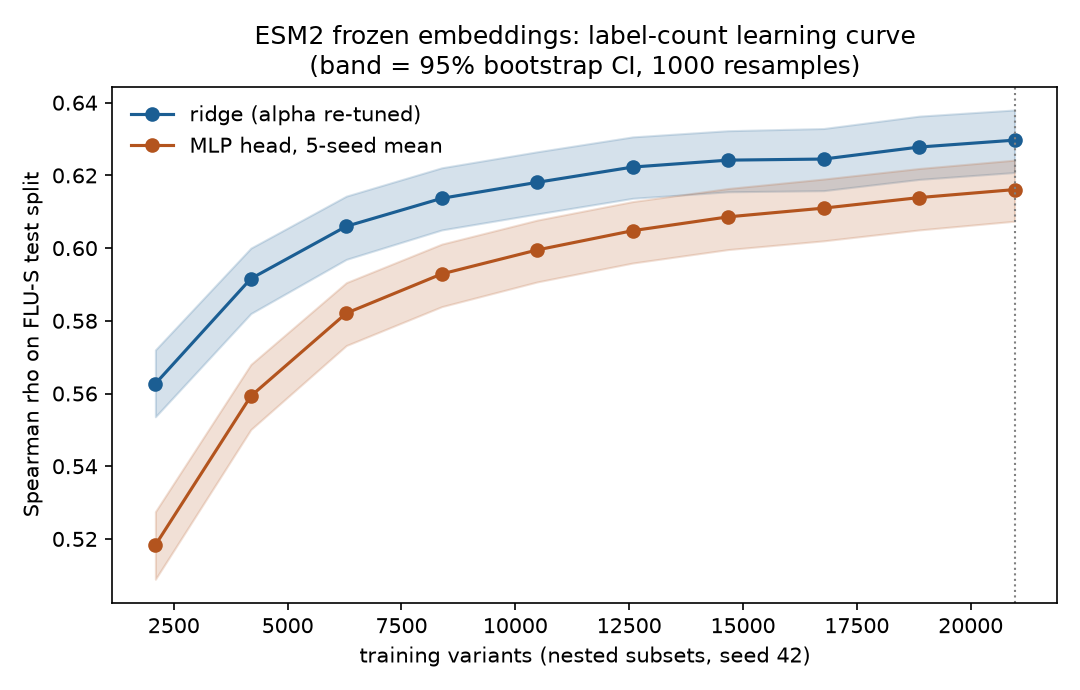 ESM2 frozen embeddings: label-count learning curve
(band = 95% bootstrap CI, 1000 resamples)
ridge (alpha re-tuned)
MLP head, 5-seed mean
Spearman rho on FLU-S test split
0.64
0.62
0.60
0.58
0.56
0.54
0.52
2500 5000 7500 10000 12500 15000 17500 20000
training variants (nested subsets, seed 42)